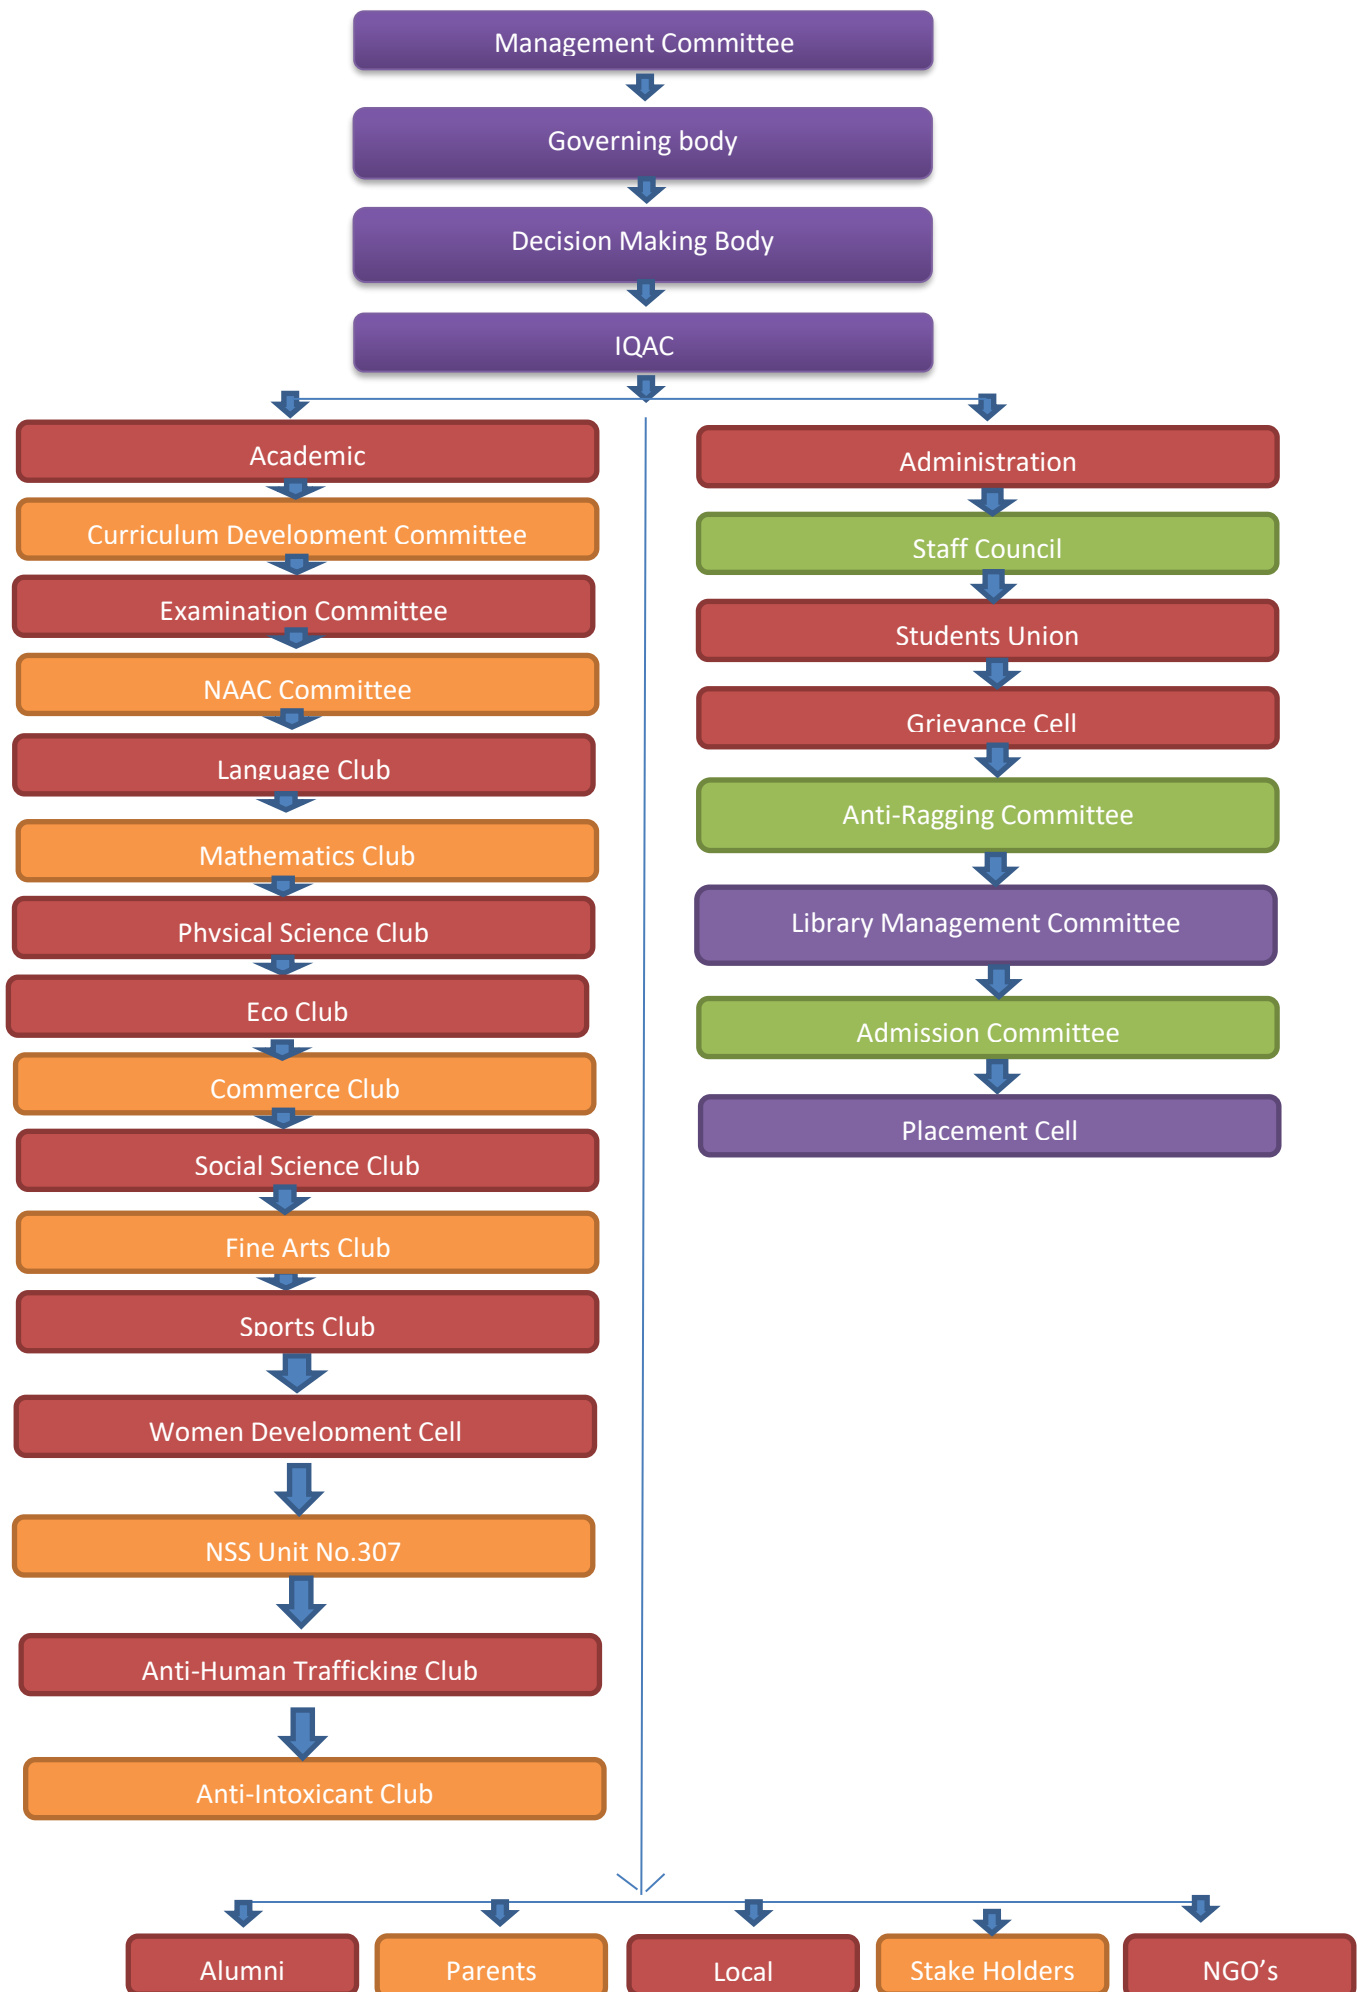 Management Committee
Governing body
Decision Making Body
IQAC
Academic
Curriculum Development Committee
Examination Committee
NAAC Committee
Language Club
Mathematics Club
Physical Science Club
Eco Club
Commerce Club
Social Science Club
Fine Arts Club
Sports Club
Women Development Cell
NSS Unit No.307
Anti-Human Trafficking Club
Anti-Intoxicant Club
Administration
Staff Council
Students Union
Grievance Cell
Anti-Ragging Committee
Library Management Committee
Admission Committee
Placement Cell
Alumni
Parents
Local
Stake Holders
NGO’s